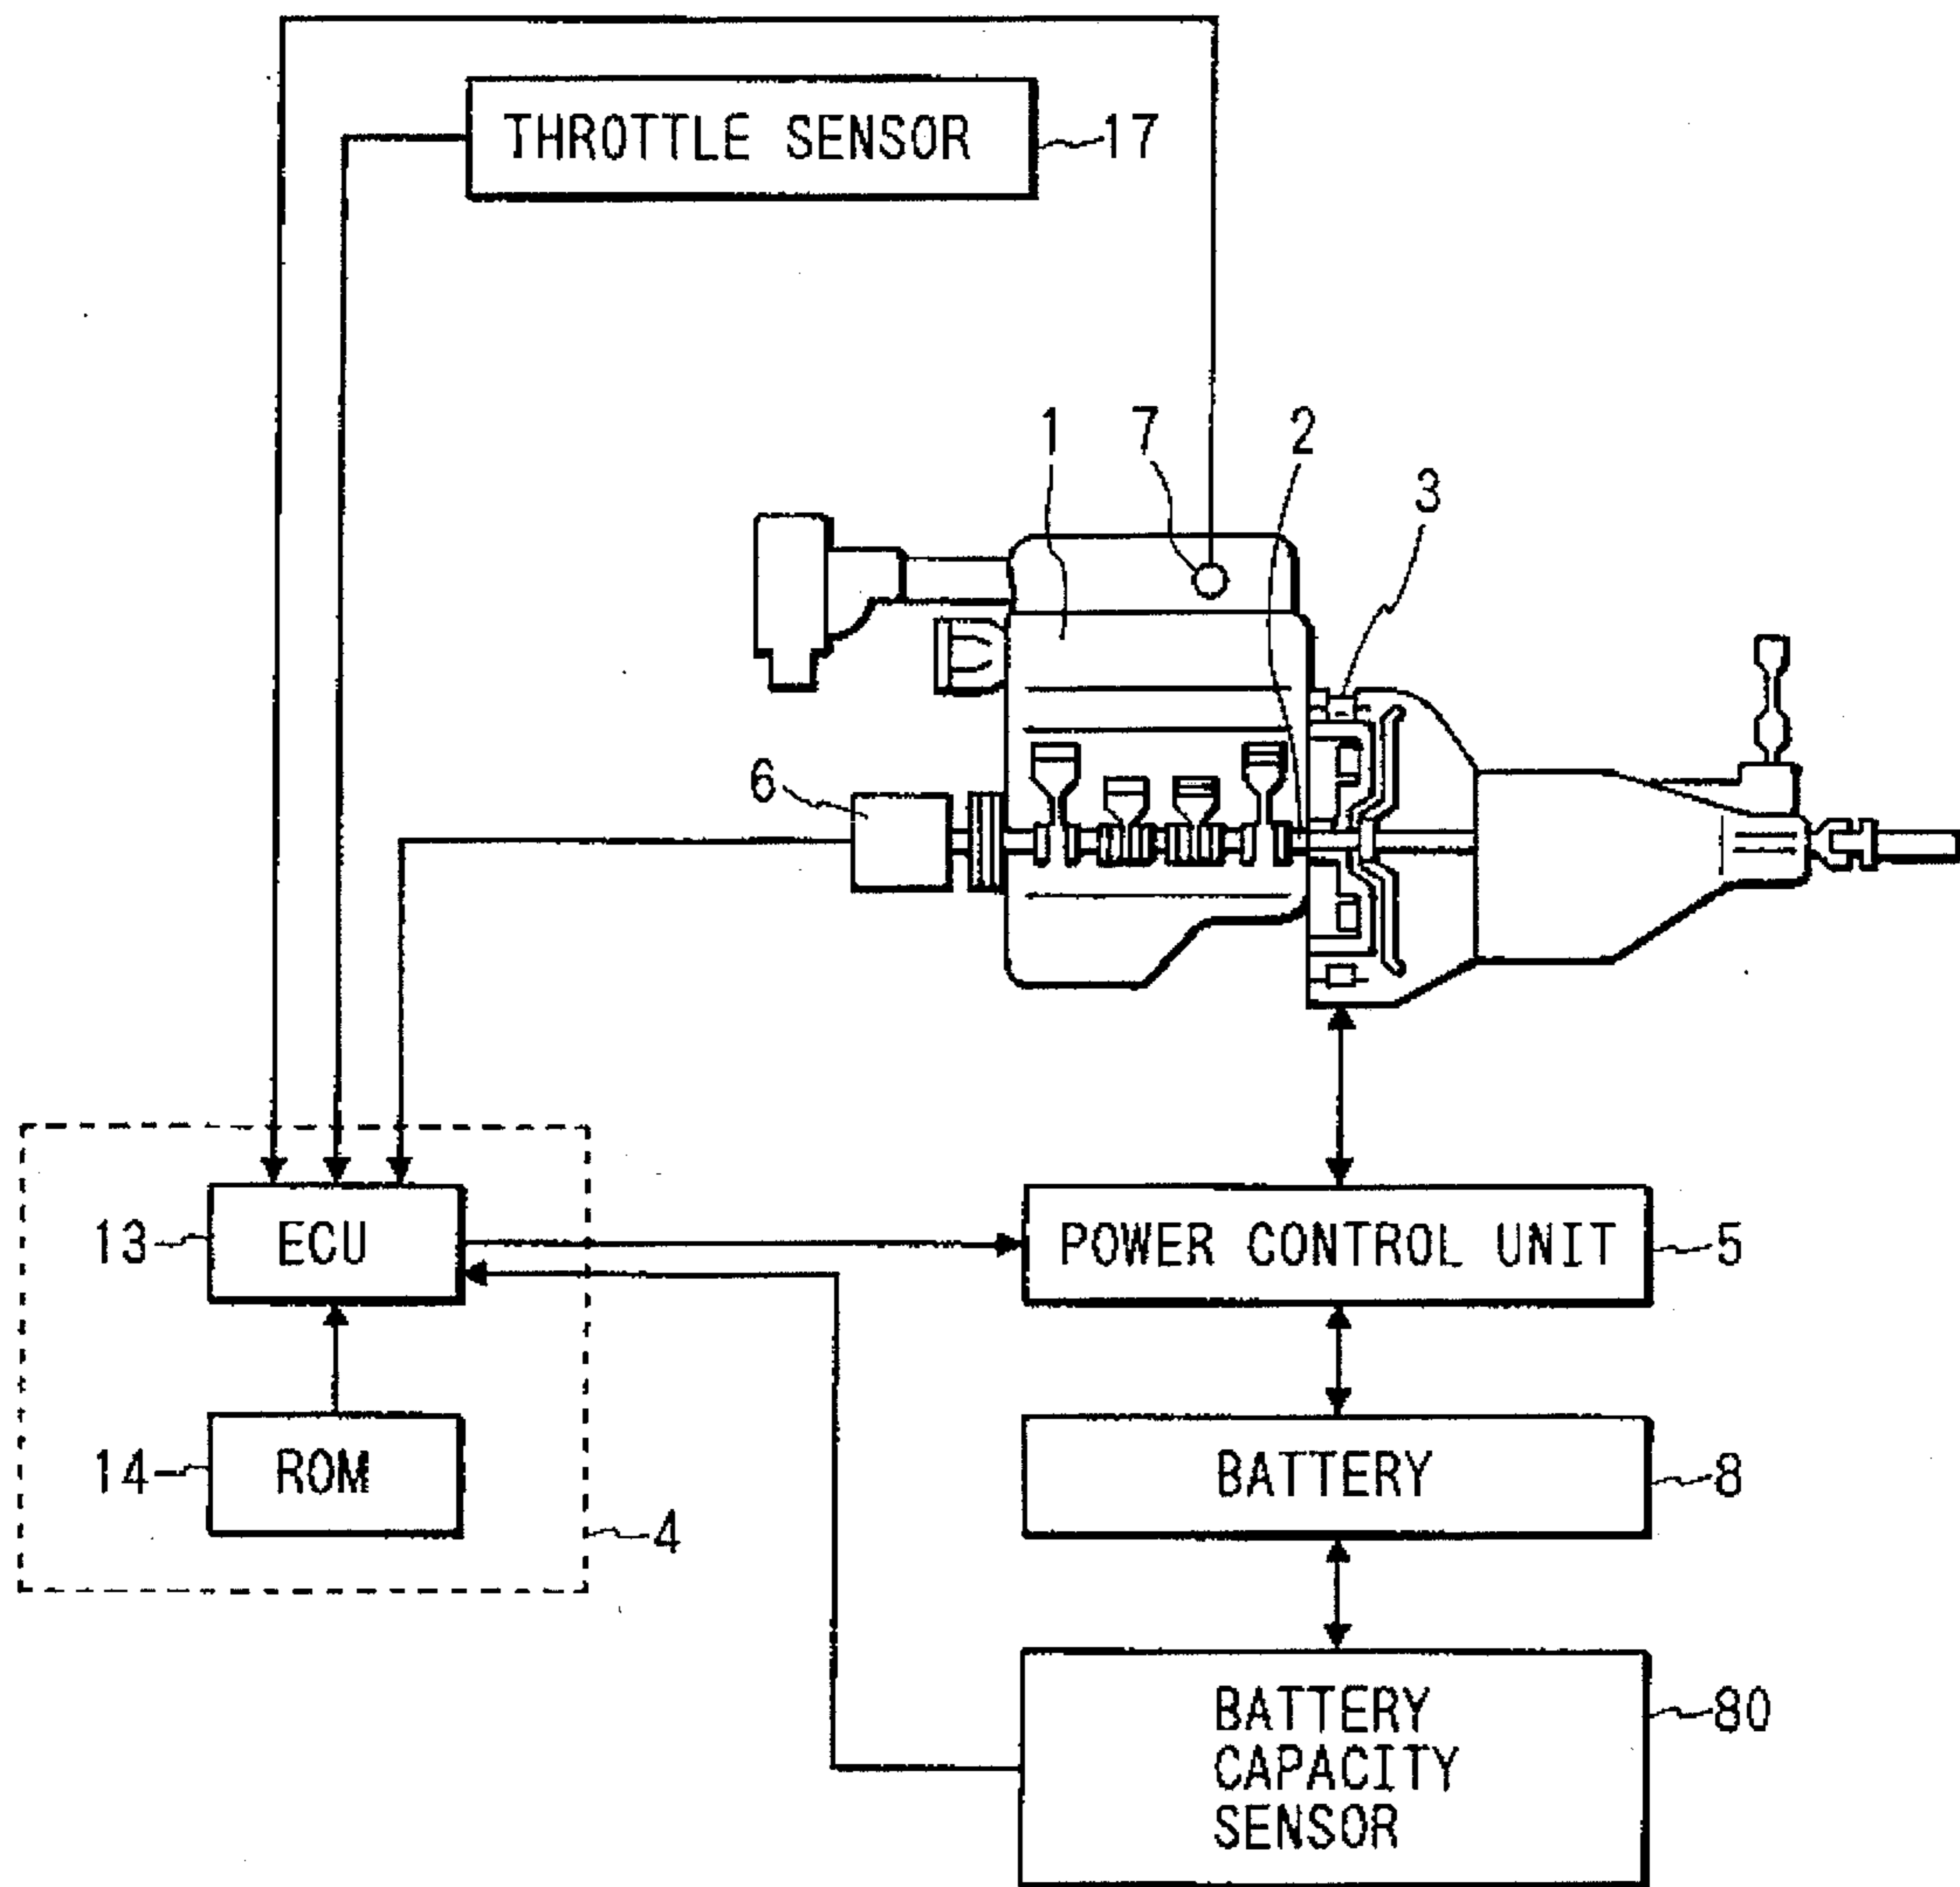 THROTTLE SENSOR
17
1
7
2
3
6
13
ECU
POWER CONTROL UNIT
5
14
ROM
BATTERY
8
4
BATTERY
CAPACITY
SENSOR
80